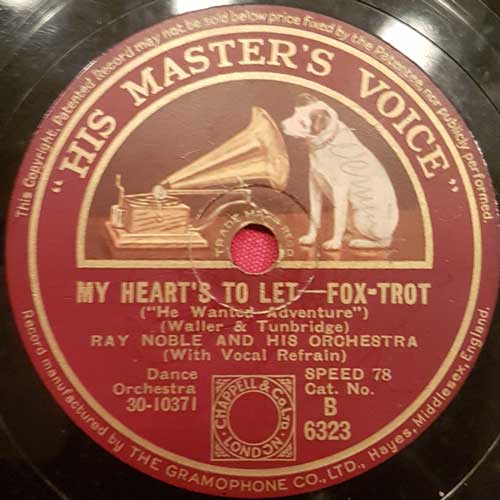 This Copyright, Patented Record may not be sold below price fixed by the Patentee, nor publicly performed.
"HIS MASTER'S VOICE"
TRADE MARK REGD
MY HEART'S TO LET—FOX-TROT
("He Wanted Adventure")
(Waller & Tunbridge)
RAY NOBLE AND HIS ORCHESTRA
(With Vocal Refrain)
Dance SPEED 78
Orchestra Cat. No.
30-10371 B
6323
CHAPPELL & Co LTD
LONDON
Record manufactured by THE GRAMOPHONE CO., LTD., Hayes, Middlesex, England.